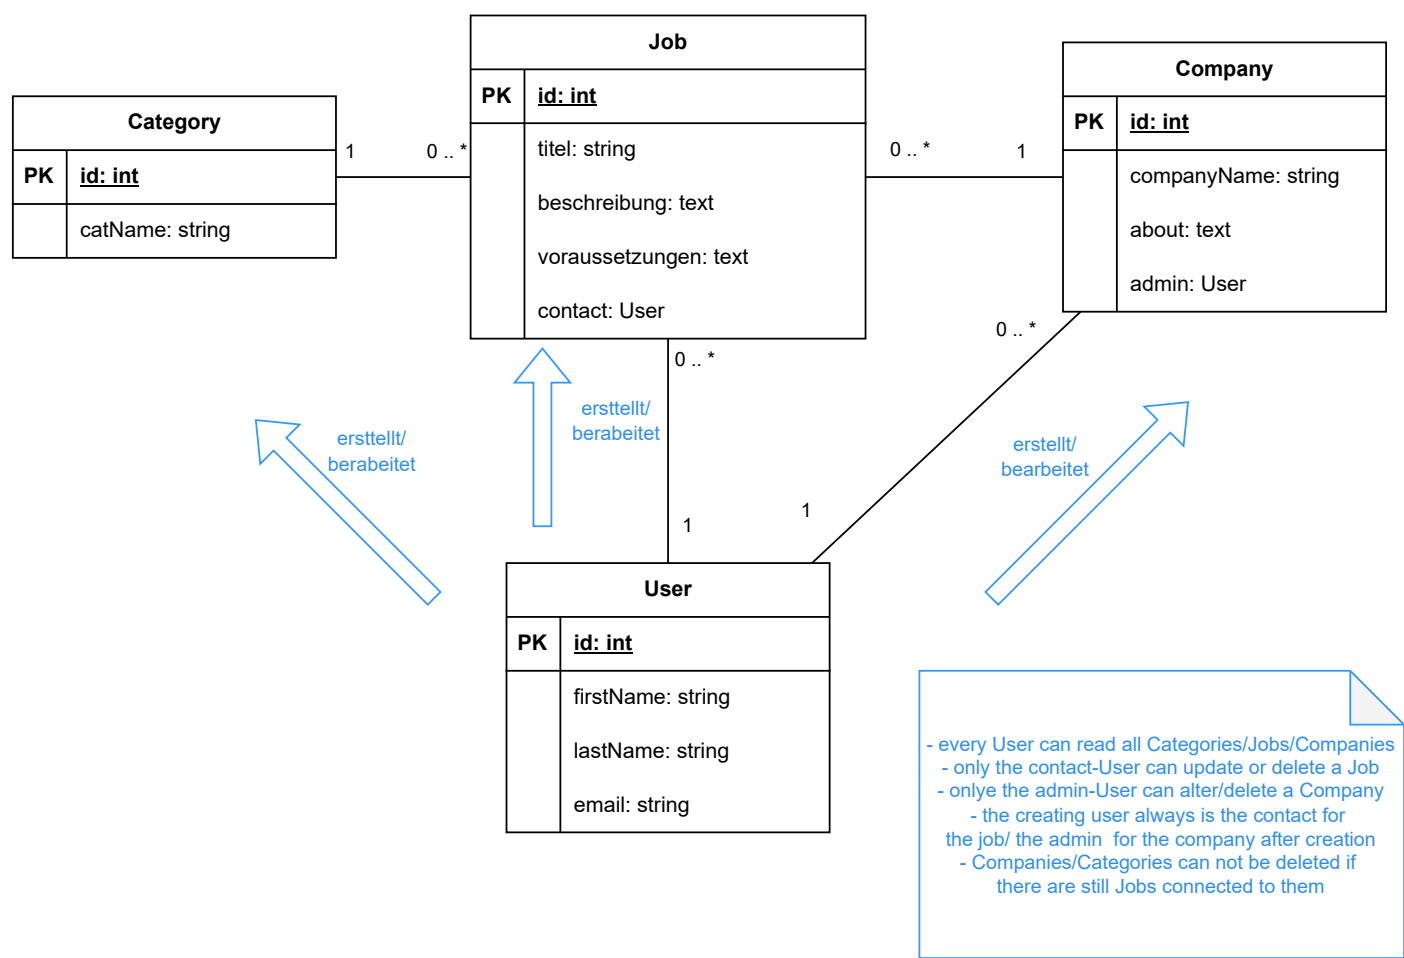 Job
PK id: int
titel: string
beschreibung: text
voraussetzungen: text
contact: User
Company
PK id: int
companyName: string
about: text
admin: User
Category
PK id: int
catName: string
1
0 .. *
0 .. *
1
0 .. *
0 .. *
1
1
ersttellt/
berabeitet
ersttellt/
berabeitet
erstellt/
bearbeitet
User
PK id: int
firstName: string
lastName: string
email: string
- every User can read all Categories/Jobs/Companies
- only the contact-User can update or delete a Job
- onlye the admin-User can alter/delete a Company
- the creating user always is the contact for
the job/ the admin  for the company after creation
- Companies/Categories can not be deleted if
there are still Jobs connected to them